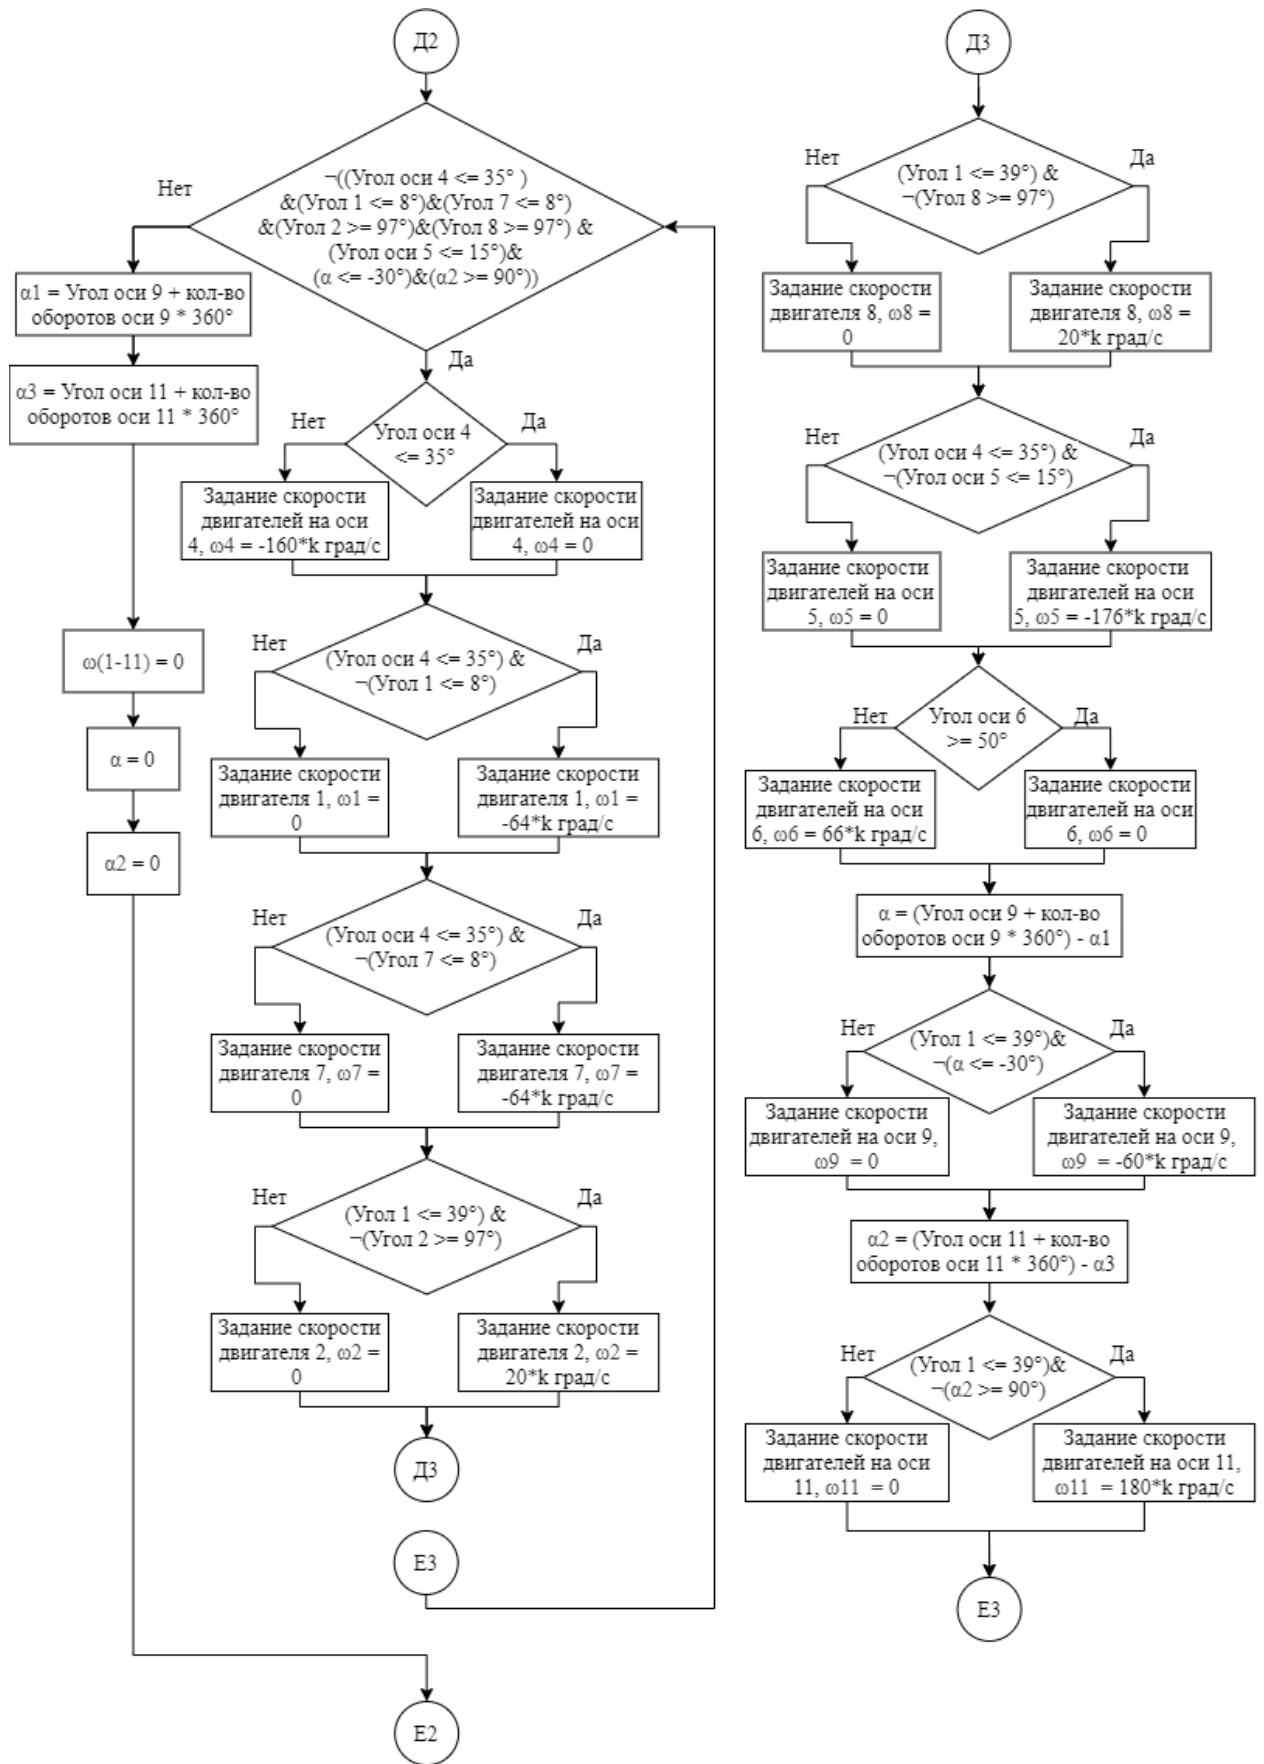 Д2
¬((Угол оси 4 <= 35° )
&(Угол 1 <= 8°)&(Угол 7 <= 8°)
&(Угол 2 >= 97°)&(Угол 8 >= 97°) &
(Угол оси 5 <= 15°)&
(α <= -30°)&(α2 >= 90°))
Нет
Да
α1 = Угол оси 9 + кол-во
оборотов оси 9 * 360°
α3 = Угол оси 11 + кол-во
оборотов оси 11 * 360°
ω(1-11) = 0
α = 0
α2 = 0
Угол оси 4
<= 35°
Нет
Да
Задание скорости
двигателей на оси
4, ω4 = -160*k град/с
Задание скорости
двигателей на оси
4, ω4 = 0
Нет
Да
(Угол оси 4 <= 35°) &
¬(Угол 1 <= 8°)
Задание скорости
двигателя 1, ω1 =
0
Задание скорости
двигателя 1, ω1 =
-64*k град/с
Нет
Да
(Угол оси 4 <= 35°) &
¬(Угол 7 <= 8°)
Задание скорости
двигателя 7, ω7 =
0
Задание скорости
двигателя 7, ω7 =
-64*k град/с
Нет
Да
(Угол 1 <= 39°) &
¬(Угол 2 >= 97°)
Задание скорости
двигателя 2, ω2 =
0
Задание скорости
двигателя 2, ω2 =
20*k град/с
Д3
Е3
Е2
Д3
Нет
Да
(Угол 1 <= 39°) &
¬(Угол 8 >= 97°)
Задание скорости
двигателя 8, ω8 =
0
Задание скорости
двигателя 8, ω8 =
20*k град/с
Нет
Да
(Угол оси 4 <= 35°) &
¬(Угол оси 5 <= 15°)
Задание скорости
двигателей на оси
5, ω5 = 0
Задание скорости
двигателей на оси
5, ω5 = -176*k град/с
Нет
Да
Угол оси 6
>= 50°
Задание скорости
двигателей на оси
6, ω6 = 66*k град/с
Задание скорости
двигателей на оси
6, ω6 = 0
α = (Угол оси 9 + кол-во
оборотов оси 9 * 360°) - α1
Нет
Да
(Угол 1 <= 39°)&
¬(α <= -30°)
Задание скорости
двигателей на оси 9,
ω9 = 0
Задание скорости
двигателей на оси 9,
ω9 = -60*k град/с
α2 = (Угол оси 11 + кол-во
оборотов оси 11 * 360°) - α3
Нет
Да
(Угол 1 <= 39°)&
¬(α2 >= 90°)
Задание скорости
двигателей на оси
11, ω11 = 0
Задание скорости
двигателей на оси 11,
ω11 = 180*k град/с
Е3